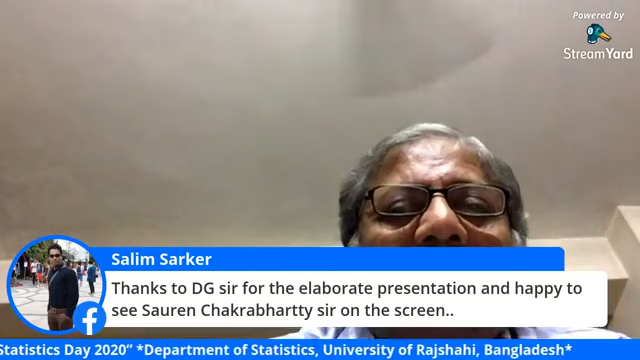 Powered by
StreamYard
Salim Sarker
Thanks to DG sir for the elaborate presentation and happy to
see Sauren Chakrabhartty sir on the screen..
Statistics Day 2020" *Department of Statistics, University of Rajshahi, Bangladesh*